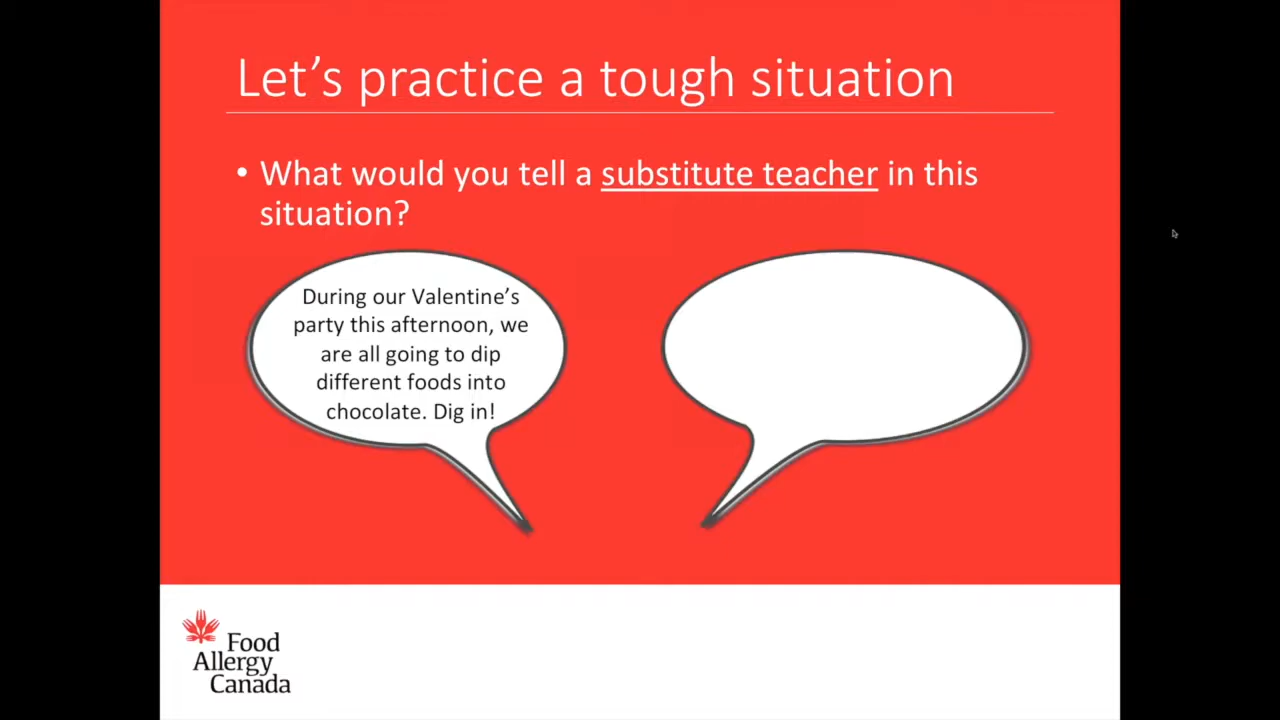 Let’s practice a tough situation
• What would you tell a substitute teacher in this
situation?
During our Valentine’s
party this afternoon, we
are all going to dip
different foods into
chocolate. Dig in!
Food
Allergy
Canada